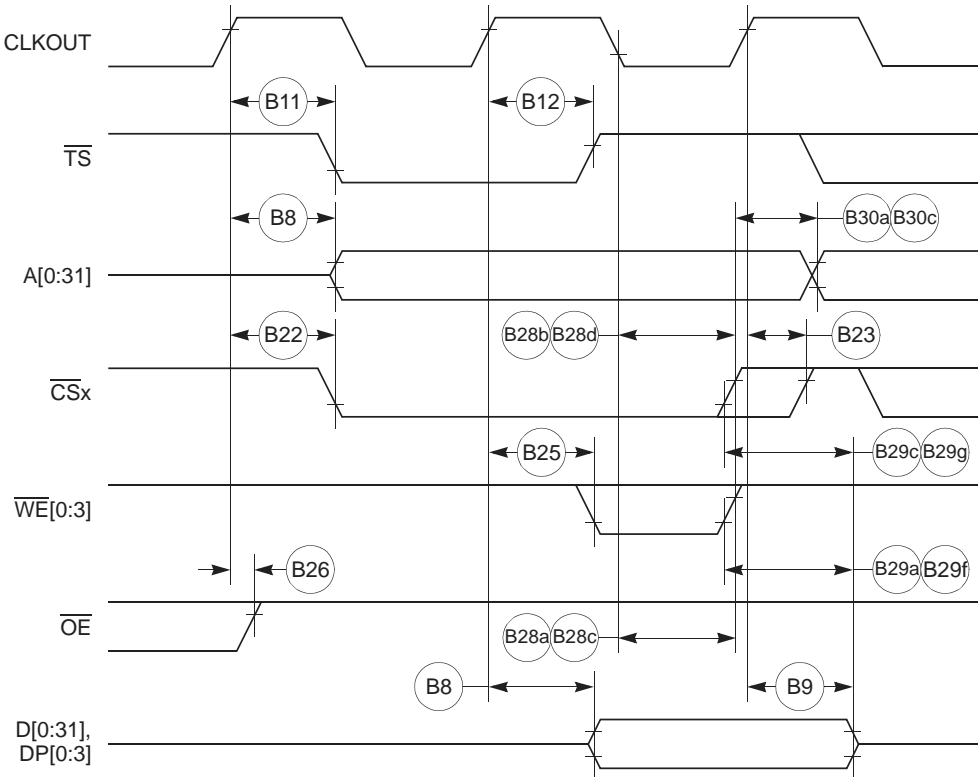 CLKOUT
B11 B12
TS
B8 B30a B30c
A[0:31]
B22 B28b B28d B23
CSx
B25 B29c B29g
WE[0:3]
B26 B29a B29f
OE
B28a B28c
B8 B9
D[0:31],
DP[0:3]